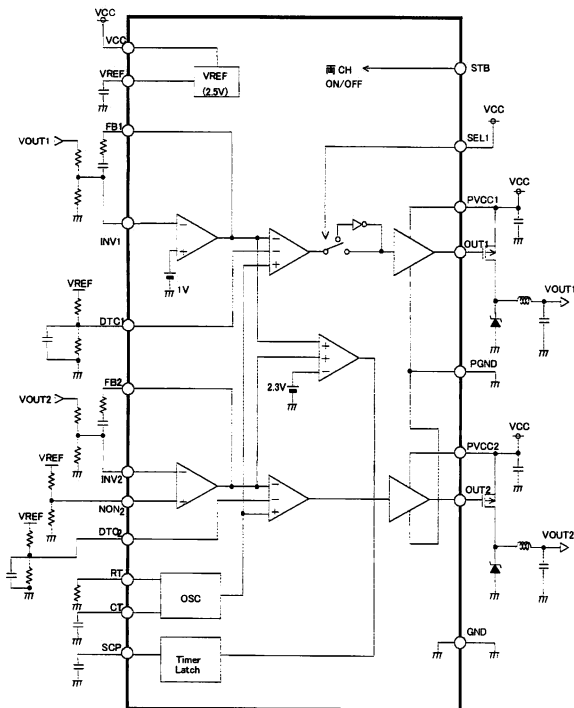 VCC
VCC
VREF
VREF
(2.5V)
両 CH
ON/OFF
STB
VCC
SEL1
FB1
VOUT1
VCC
PVCC1
INV1
OUT1
1V
VOUT1
VREF
DTC1
PGND
FB2
2.3V
VOUT2
VCC
PVCC2
VREF
INV2
OUT2
NON2
VREF
DTC2
VOUT2
RT
OSC
CT
GND
SCP
Timer
Latch